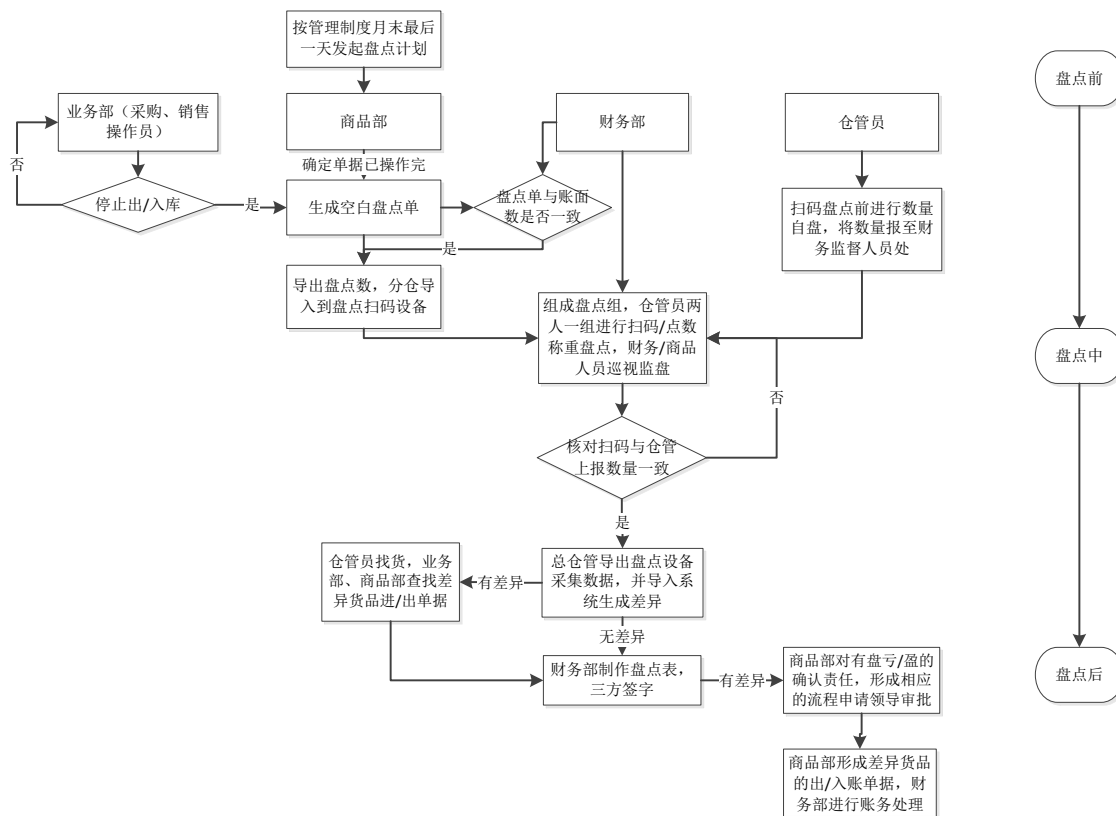 按管理制度月末最后
一天发起盘点计划
盘点前
业务部（采购、销售
操作员）
商品部
财务部
仓管员
否
确定单据已操作完
停止出/入库
是
生成空白盘点单
盘点单与账面
数是否一致
扫码盘点前进行数量
自盘，将数量报至财
务监督人员处
是
导出盘点数，分仓导
入到盘点扫码设备
组成盘点组，仓管员两
人一组进行扫码/点数
称重盘点，财务/商品
人员巡视监盘
盘点中
否
核对扫码与仓管
上报数量一致
是
仓管员找货，业务
部、商品部查找差
异货品进/出单据
有差异
总仓管导出盘点设备
采集数据，并导入系
统生成差异
无差异
财务部制作盘点表，
三方签字
有差异
商品部对有盘亏/盈的
确认责任，形成相应
的流程申请领导审批
盘点后
商品部形成差异货品
的出/入账单据，财
务部进行账务处理